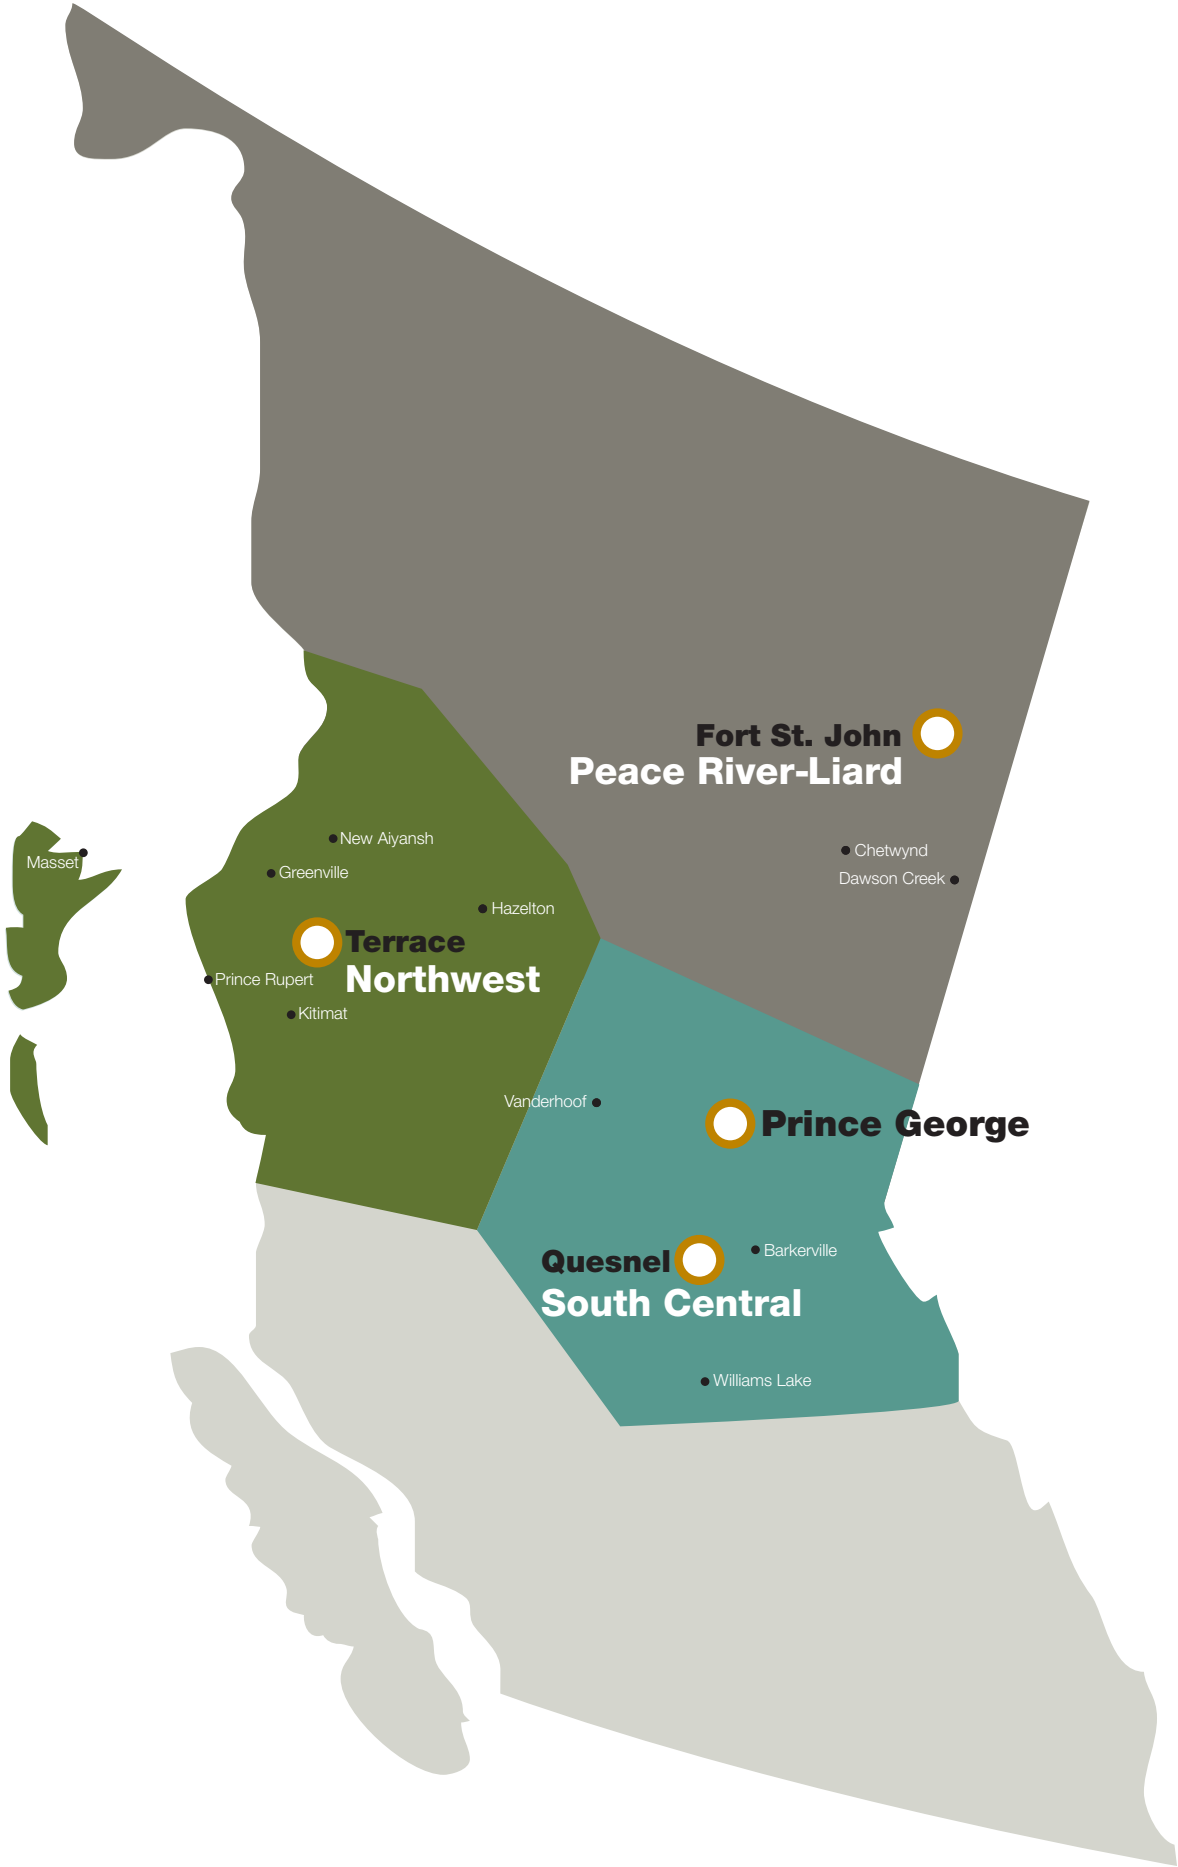 Fort St. John
Peace River-Liard
New Aiyansh
Chetwynd
Masset
Greenville
Dawson Creek
Hazelton
Terrace
Prince Rupert
Northwest
Kitimat
Vanderhoof
Prince George
Barkerville
Quesnel
South Central
Williams Lake